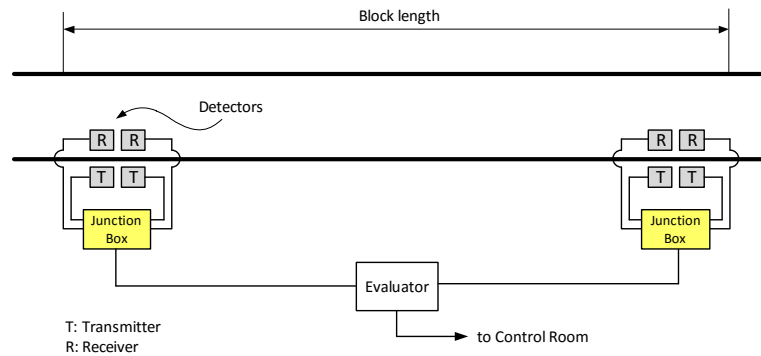 Block length
Detectors
R R
R R
T T
T T
Junction
Box
Junction
Box
Evaluator
to Control Room
T: Transmitter
R: Receiver